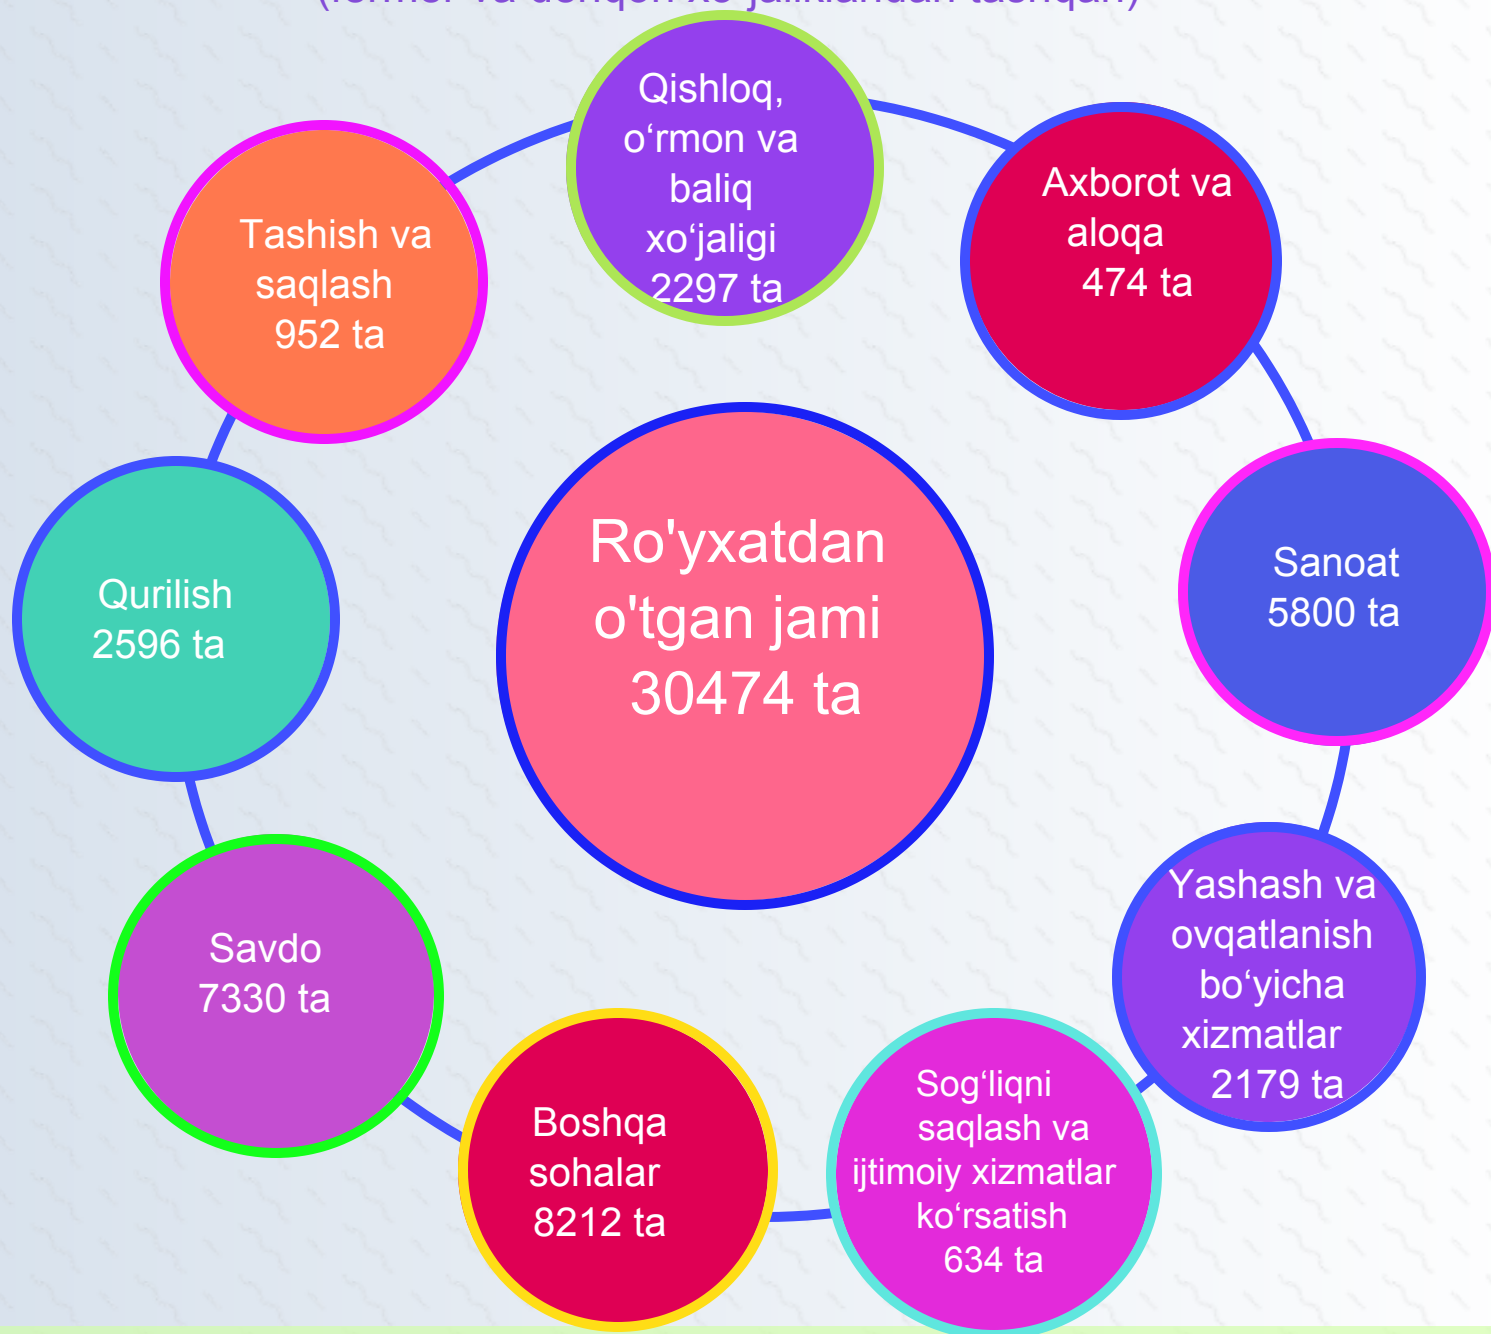 Qishloq,
o‘rmon va
baliq
xo‘jaligi
2297 ta
Axborot va
aloqa
474 ta
Tashish va
saqlash
952 ta
Sanoat
5800 ta
Ro'yxatdan
o'tgan jami
30474 ta
Qurilish
2596 ta
Yashash va
ovqatlanish
bo‘yicha
xizmatlar
2179 ta
Savdo
7330 ta
Sog‘liqni
saqlash va
ijtimoiy xizmatlar
ko‘rsatish
634 ta
Boshqa
sohalar
8212 ta